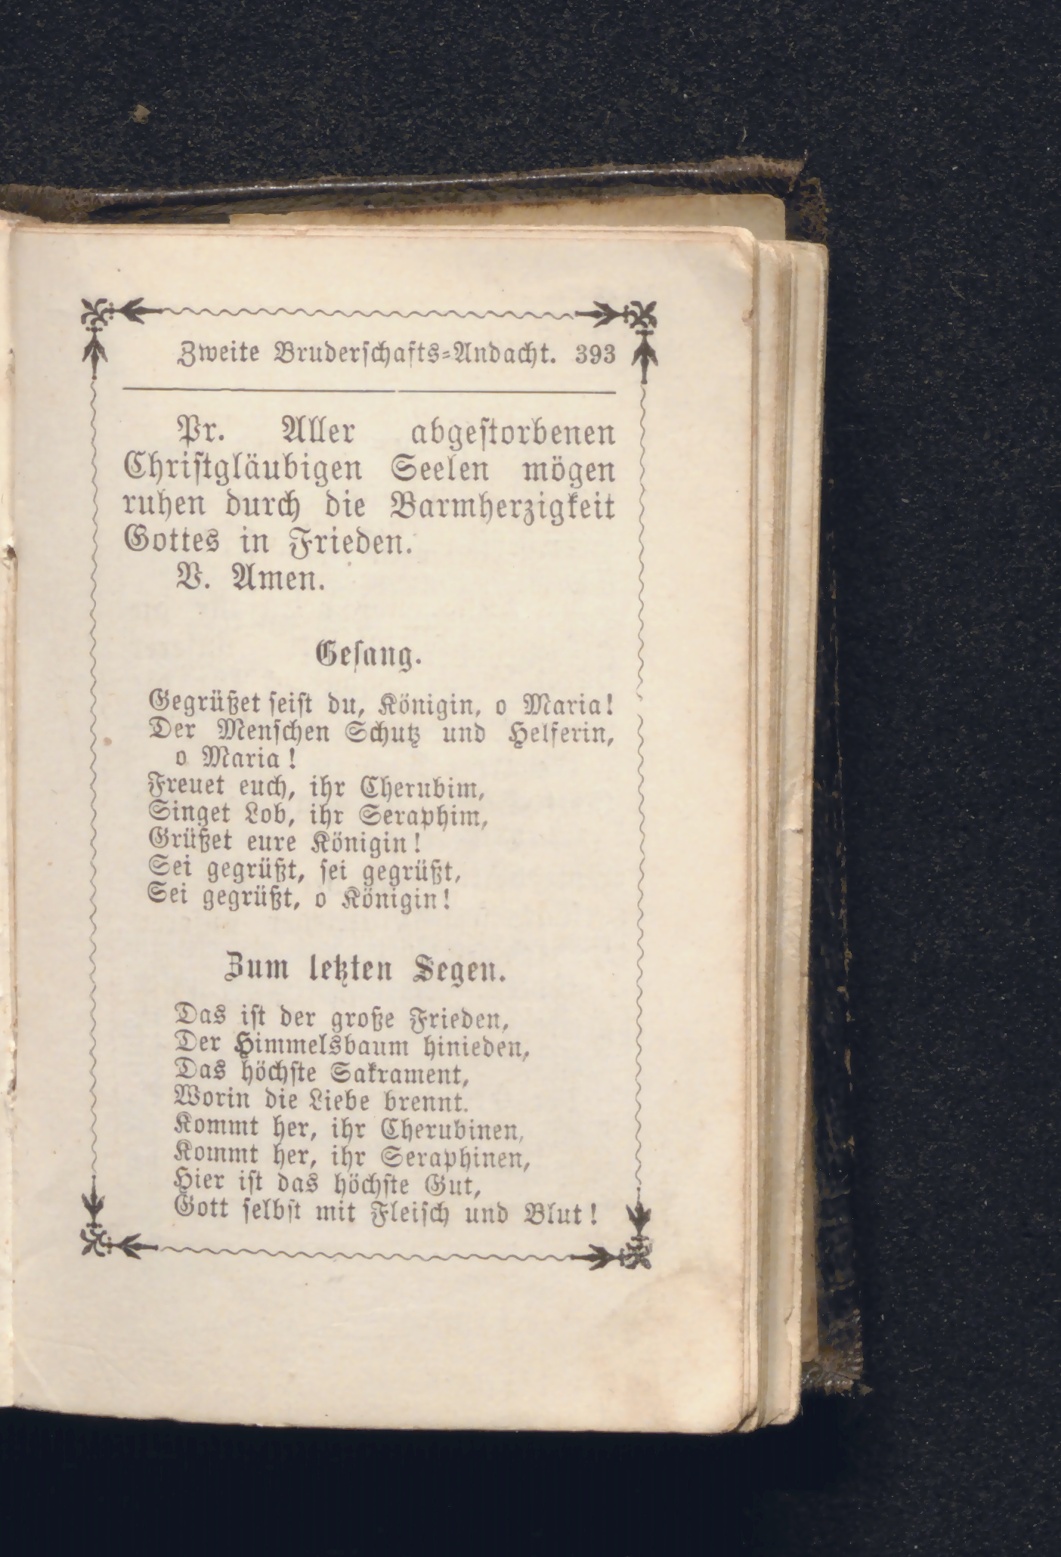 Zweite Bruderschafts-Andacht. 393
Pr. Aller abgestorbenen
Christgläubigen Seelen mögen
ruhen durch die Barmherzigkeit
Gottes in Frieden.
V. Amen.
Gesang.
Gegrüßet seist du, Königin, o Maria!
Der Menschen Schutz und Helferin,
o Maria!
Freuet euch, ihr Cherubim,
Singet Lob, ihr Seraphim,
Grüßet eure Königin!
Sei gegrüßt, sei gegrüßt,
Sei gegrüßt, o Königin!
Zum letzten Segen.
Das ist der große Frieden,
Der Himmelsbaum hinieden,
Das höchste Sakrament,
Worin die Liebe brennt.
Kommt her, ihr Cherubinen,
Kommt her, ihr Seraphinen,
Hier ist das höchste Gut,
Gott selbst mit Fleisch und Blut!